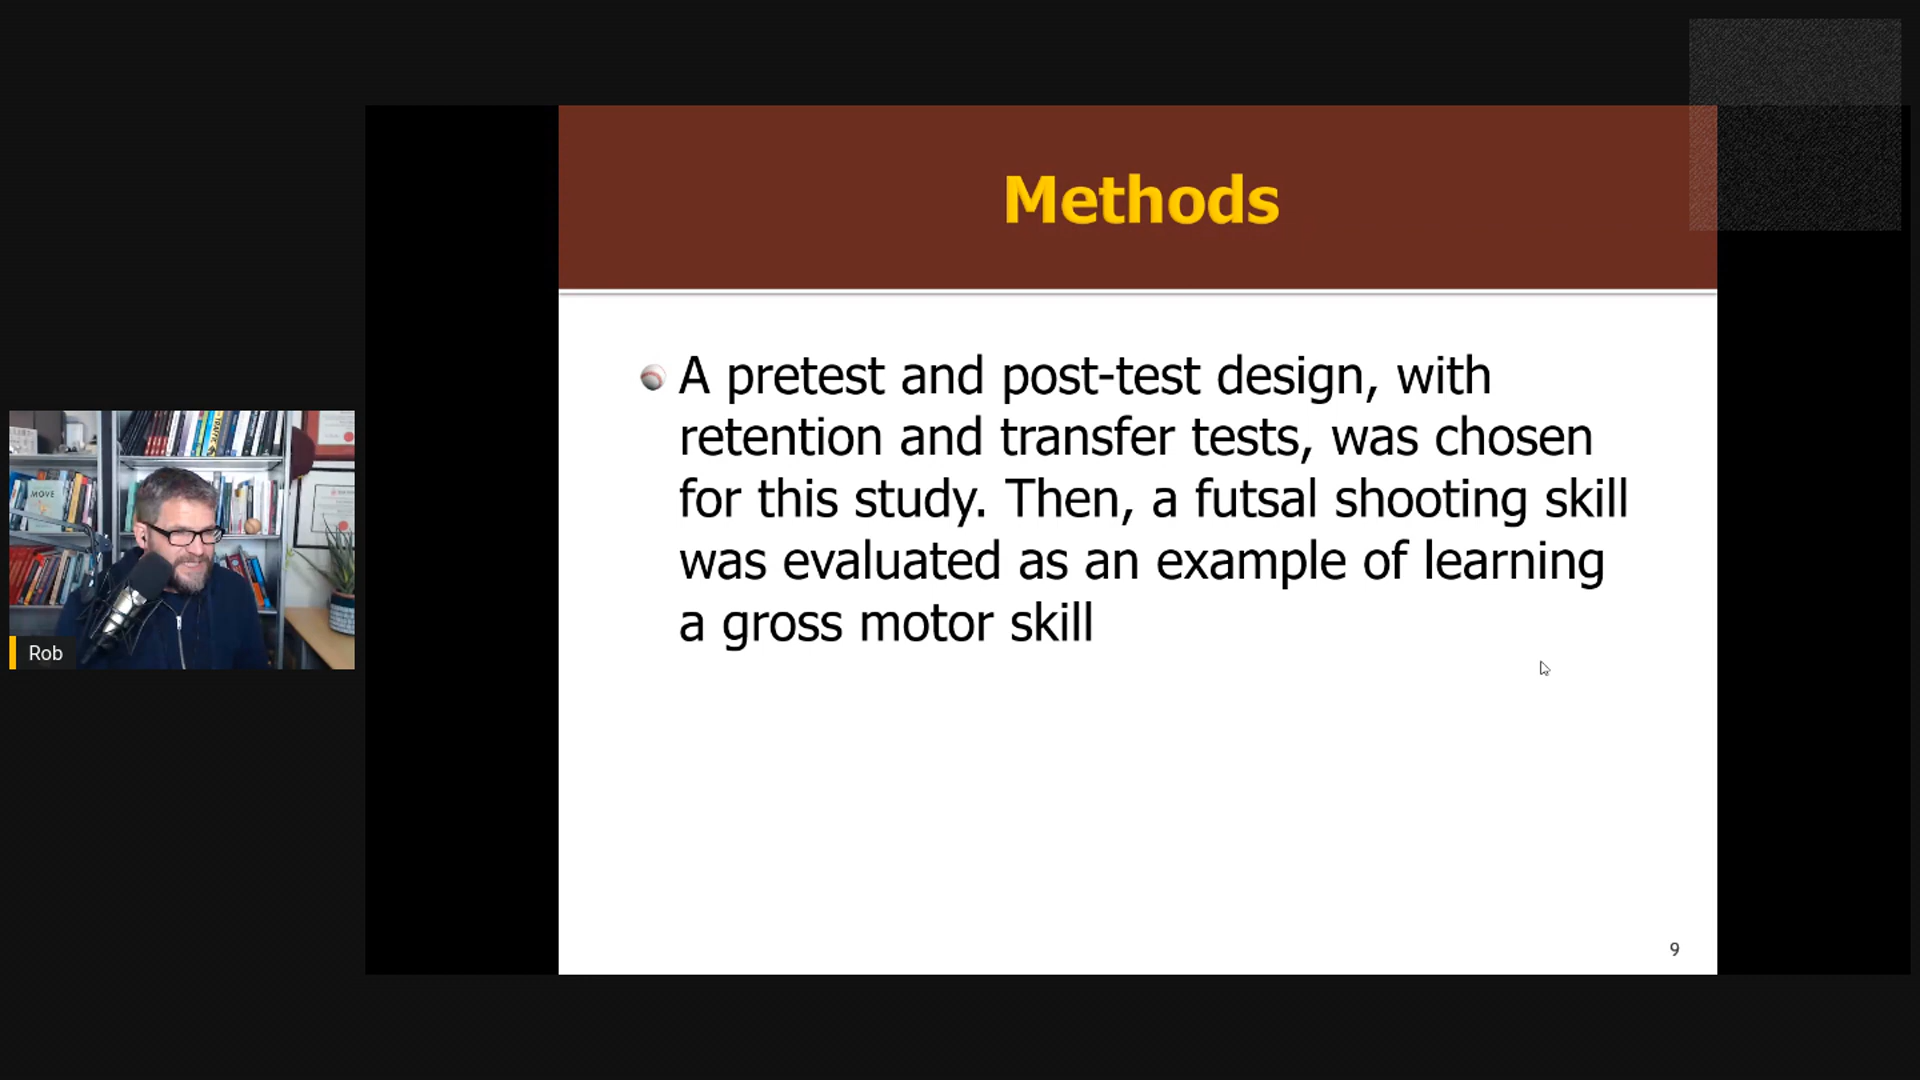 Methods
A pretest and post-test design, with
retention and transfer tests, was chosen
for this study. Then, a futsal shooting skill
was evaluated as an example of learning
a gross motor skill
9
MOVE
Rob